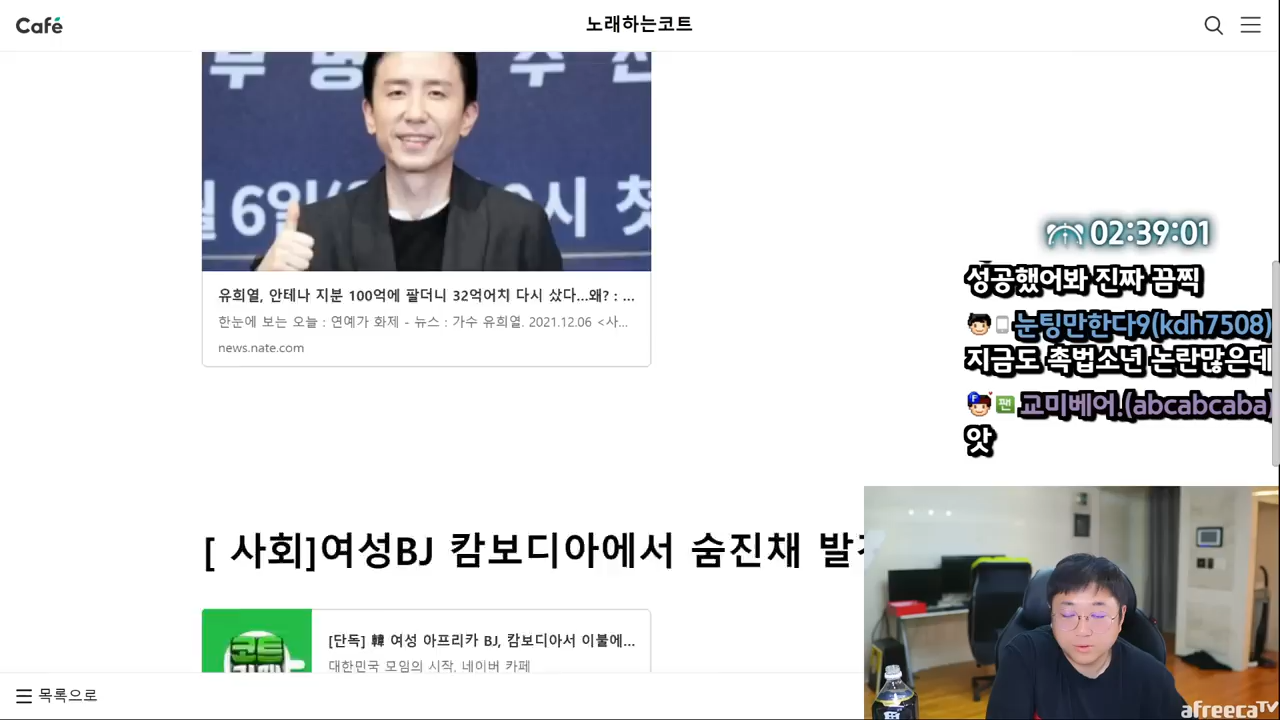 Café
노래하는코트
6일
시 첫
유희열, 안테나 지분 100억에 팔더니 32억어치 다시 샀다...왜? : ...
한눈에 보는 오늘 : 연예가 화제 - 뉴스 : 가수 유희열. 2021.12.06 <사...
news.nate.com
02:39:01
성공했어봐 진짜 끔찍
눈팅만한다9(kdh7508)
지금도 촉법소년 논란많은데
팬 교미베어.(abcabcaba)
앗
[ 사회]여성BJ 캄보디아에서 숨진채
[단독] 韓 여성 아프리카 BJ, 캄보디아서 이불에...
대한민국 모임의 시작, 네이버 카페
코트
목록으로
afreecaTV